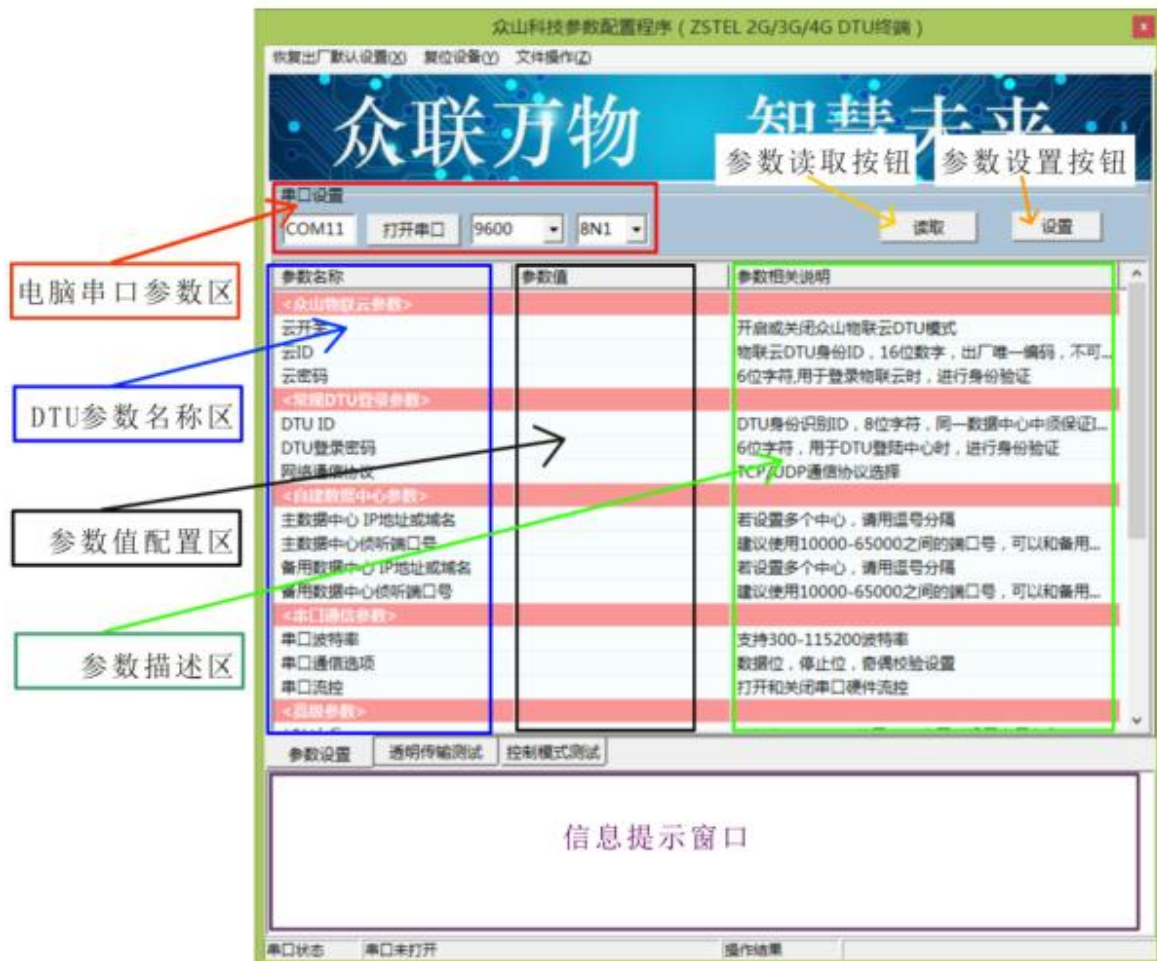 众山科技参数配置程序（ZSTEL 2G/3G/4G DTU终端）
恢复出厂默认设置(X) 复位设备(Y) 文件操作(Z)
众联万物 智慧未来
参数读取按钮 参数设置按钮
串口设置
COM11 打开串口 9600 8N1 读取 设置
电脑串口参数区
参数名称 参数值 参数相关说明
<众山物联云参数>
云开关 开启或关闭众山物联云DTU模式
云ID 物联云DTU身份ID，16位数字，出厂唯一编码，不可...
云密码 6位字符,用于登录物联云时，进行身份验证
<常规DTU登录参数>
DTU参数名称区
DTU ID DTU身份识别ID，8位字符，同一数据中心中须保证I...
DTU登录密码 6位字符，用于DTU登陆中心时，进行身份验证
网络通信协议 TCP/UDP通信协议选择
<自建数据中心参数>
参数值配置区
主数据中心 IP地址或域名 若设置多个中心，请用逗号分隔
主数据中心侦听端口号 建议使用10000-65000之间的端口号，可以和备用...
备用数据中心 IP地址或域名 若设置多个中心，请用逗号分隔
备用数据中心侦听端口号 建议使用10000-65000之间的端口号，可以和备用...
<串口通信参数>
参数描述区
串口波特率 支持300-115200波特率
串口通信选项 数据位，停止位，奇偶校验设置
串口流控 打开和关闭串口硬件流控
<高级参数>
参数设置 透明传输测试 控制模式测试
信息提示窗口
串口状态 串口未打开 操作结果